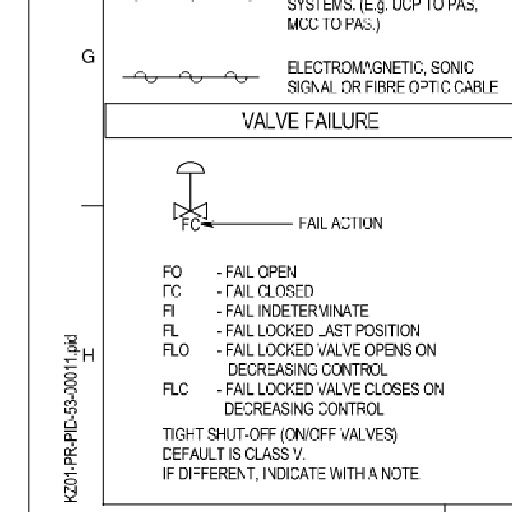 SYSTEMS. (E.g. UCP TO PAS,
MCC TO PAS.)
G
ELECTROMAGNETIC, SONIC
SIGNAL OR FIBRE OPTIC CABLE
VALVE FAILURE
FC
FAIL ACTION
FO - FAIL OPEN
FC - FAIL CLOSED
FI - FAIL INDETERMINATE
FL - FAIL LOCKED LAST POSITION
FLO - FAIL LOCKED VALVE OPENS ON
DECREASING CONTROL
FLC - FAIL LOCKED VALVE CLOSES ON
DECREASING CONTROL
TIGHT SHUT-OFF (ON/OFF VALVES)
DEFAULT IS CLASS V.
IF DIFFERENT, INDICATE WITH A NOTE.
H
KZ01-PR-PID-53-00011.pid